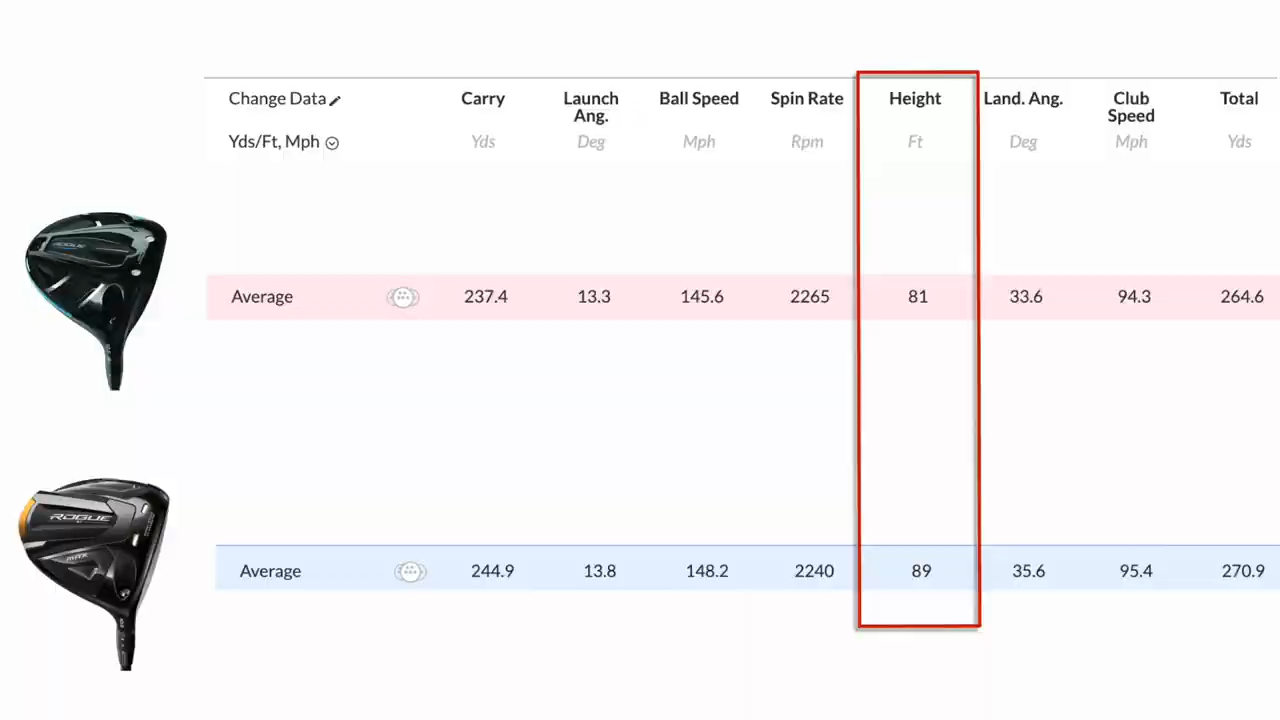 Change Data Carry Launch Ang. Ball Speed Spin Rate Height Land. Ang. Club Speed Total
Yds/Ft, Mph Yds Deg Mph Rpm Ft Deg Mph Yds
ROGUE
Average 237.4 13.3 145.6 2265 81 33.6 94.3 264.6
ROGUE
MAX
Average 244.9 13.8 148.2 2240 89 35.6 95.4 270.9